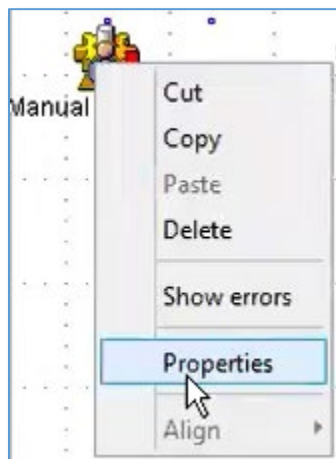 Manual
Cut
Copy
Paste
Delete
Show errors
Properties
Align